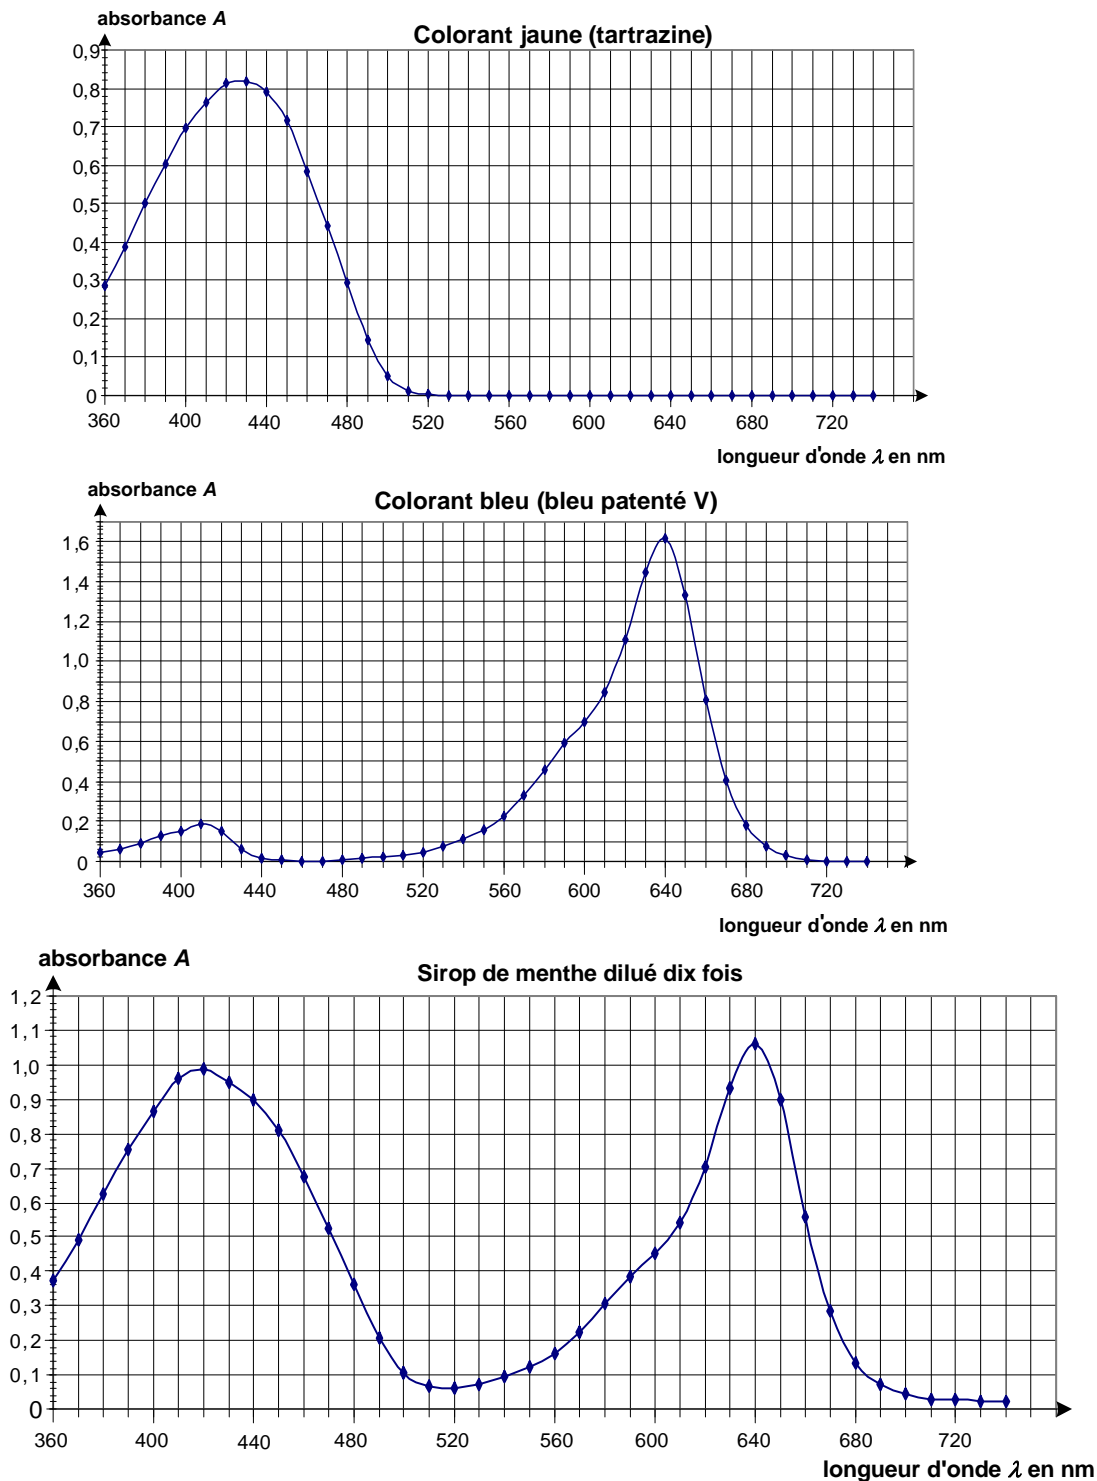 absorbance A
Colorant jaune (tartrazine)
0,9
0,8
0,7
0,6
0,5
0,4
0,3
0,2
0,1
0
360 400 440 480 520 560 600 640 680 720
longueur d'onde λ en nm
absorbance A
Colorant bleu (bleu patenté V)
1,6
1,4
1,2
1,0
0,8
0,6
0,4
0,2
0
360 400 440 480 520 560 600 640 680 720
longueur d'onde λ en nm
absorbance A
Sirop de menthe dilué dix fois
1,2
1,1
1,0
0,9
0,8
0,7
0,6
0,5
0,4
0,3
0,2
0,1
0
360 400 440 480 520 560 600 640 680 720
longueur d'onde λ en nm